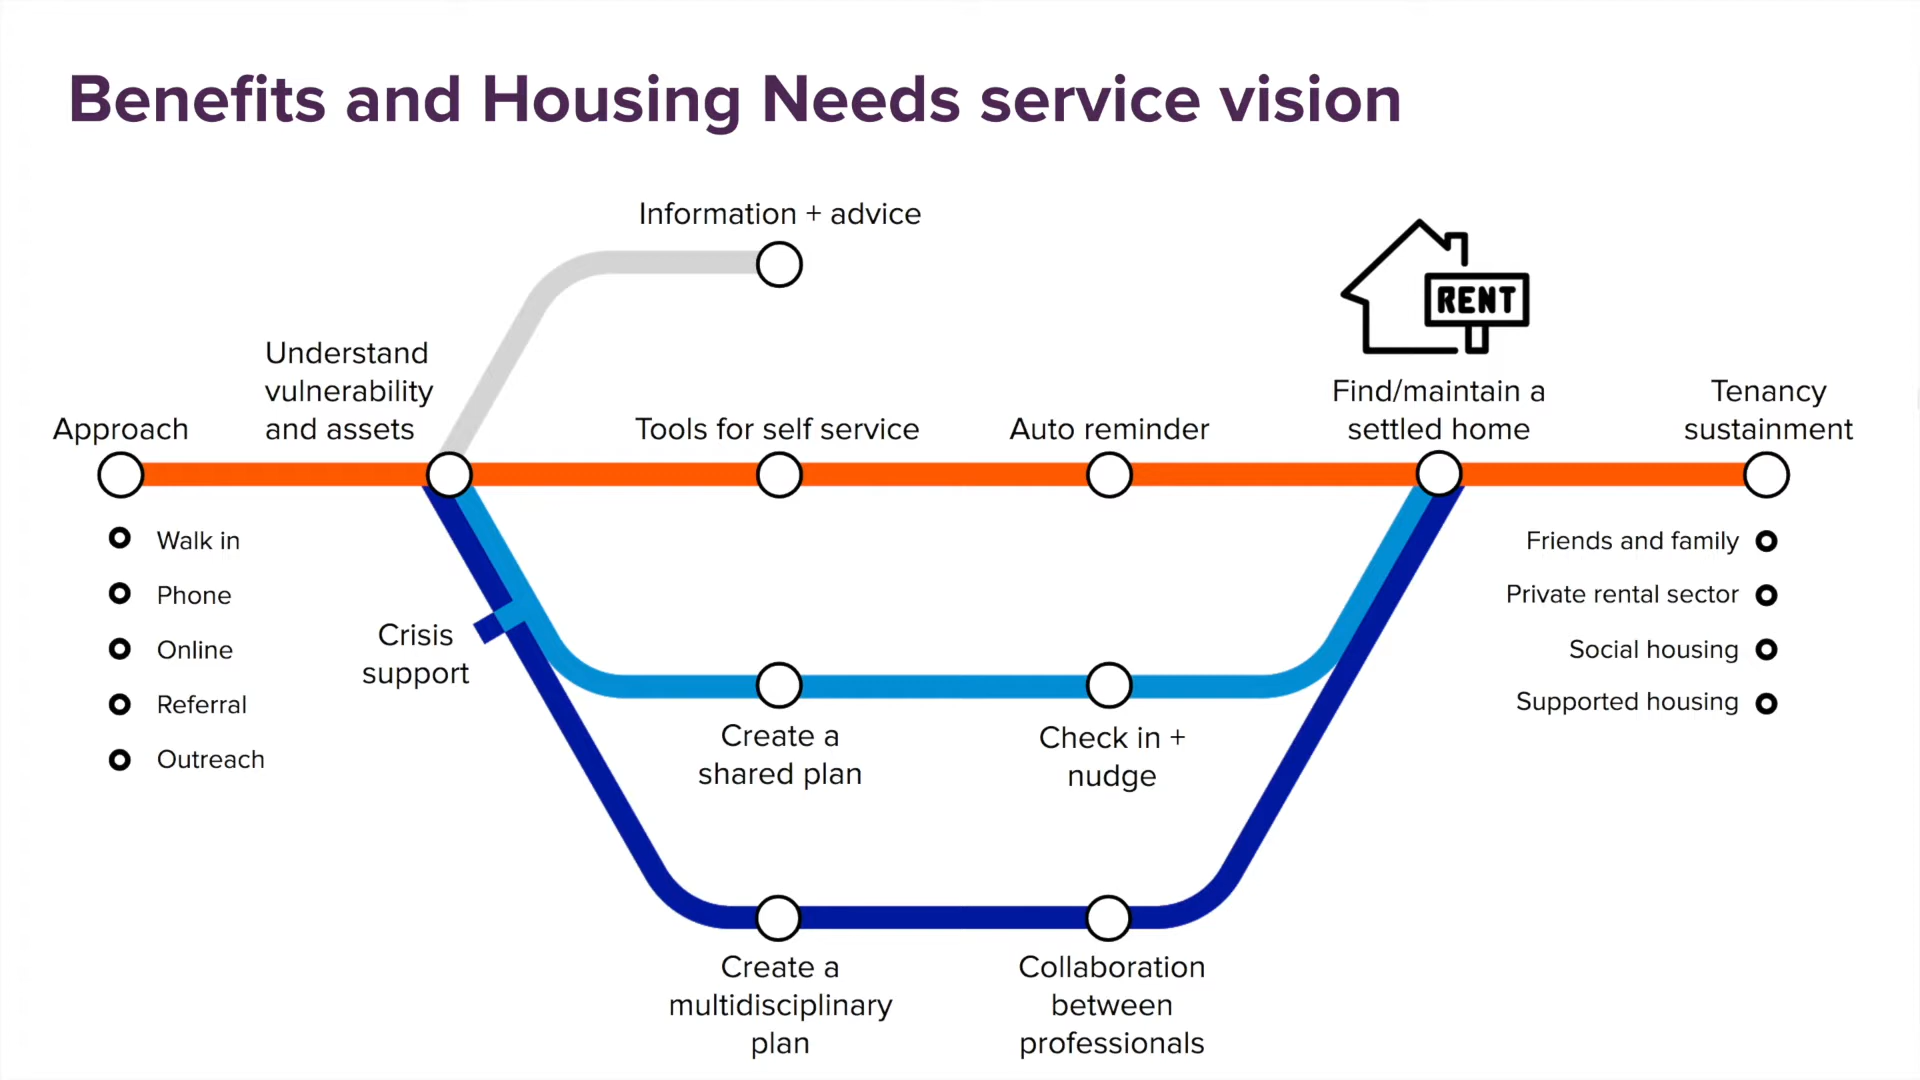 Benefits and Housing Needs service vision
Information + advice
RENT
Understand
vulnerability
and assets
Approach
Tools for self service
Auto reminder
Find/maintain a
settled home
Tenancy
sustainment
Walk in
Phone
Online
Referral
Outreach
Crisis
support
Create a
shared plan
Check in +
nudge
Friends and family
Private rental sector
Social housing
Supported housing
Create a
multidisciplinary
plan
Collaboration
between
professionals